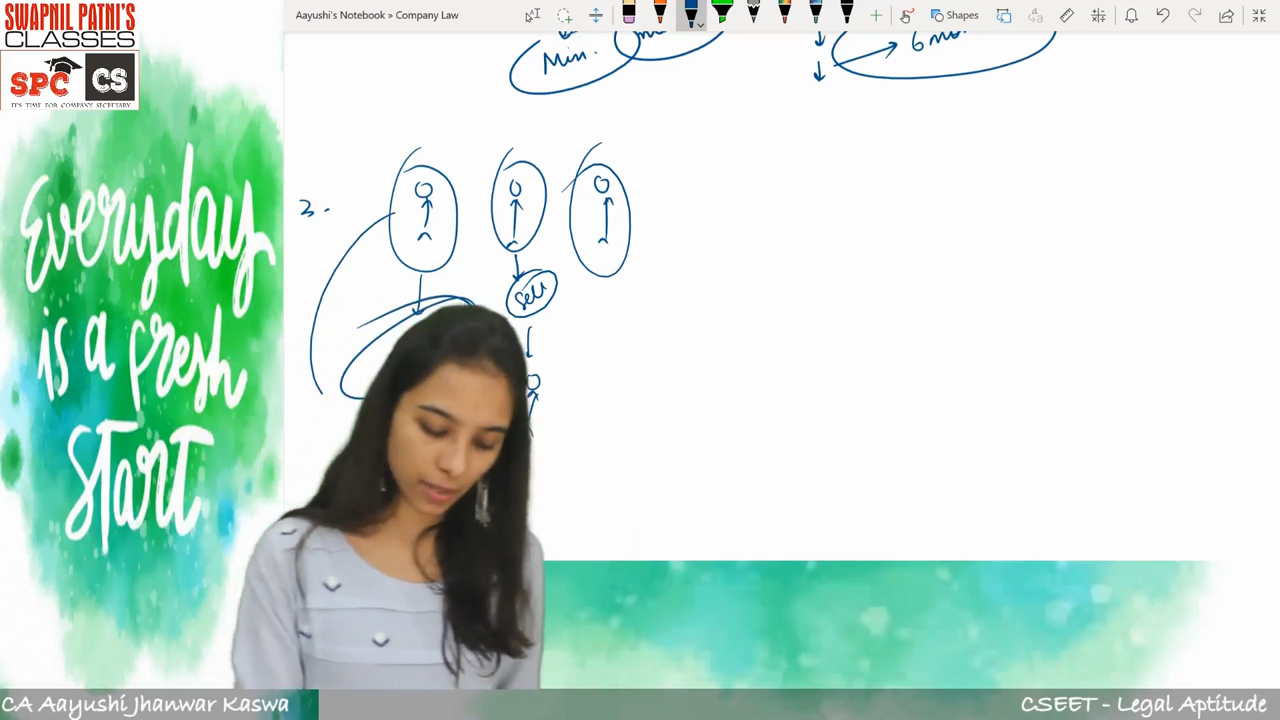 SWAPNIL PATNI'S
CLASSES
SPC CS
IT'S TIME FOR COMPANY SECRETARY
Aayushi's Notebook » Company Law
Shapes
Min.
6 mo
Everyday
is a fresh
start
3.
sell
CA Aayushi Jhanwar Kaswa
CSEET - Legal Aptitude